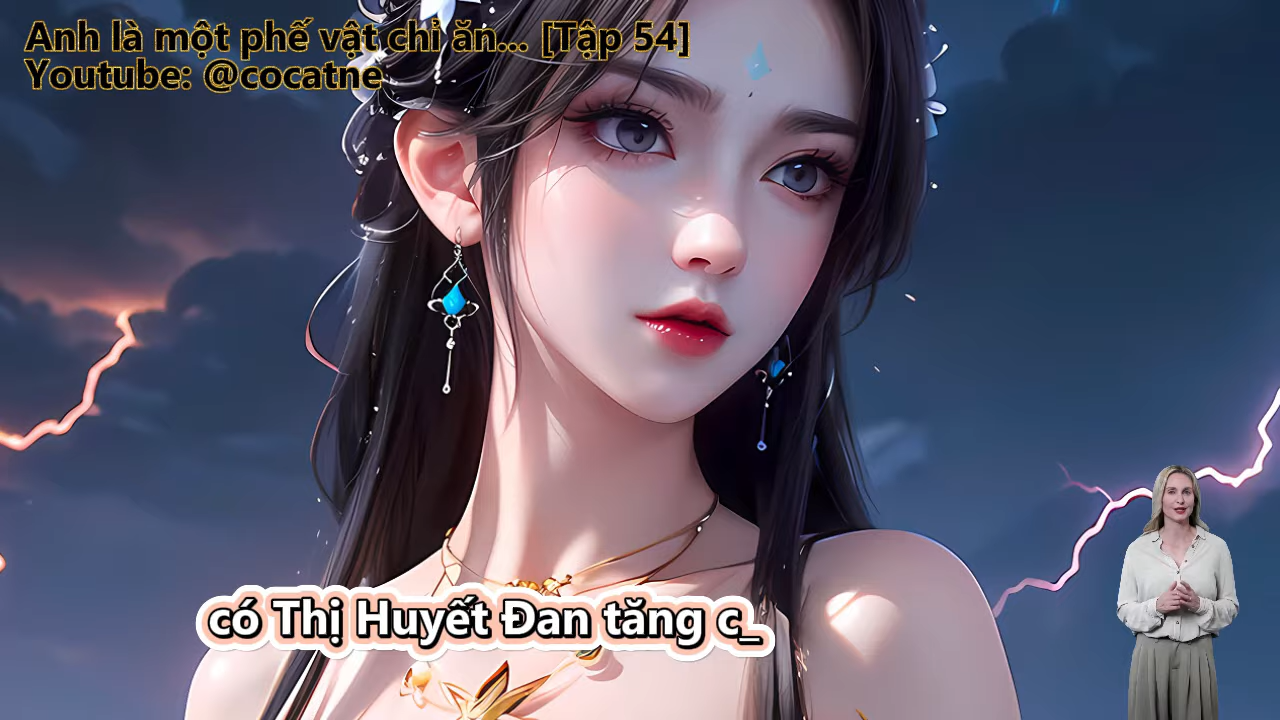 Anh là một phế vật chỉ ăn... [Tập 54]
Youtube: @cocatne
có Thị Huyết Đan tăng c_